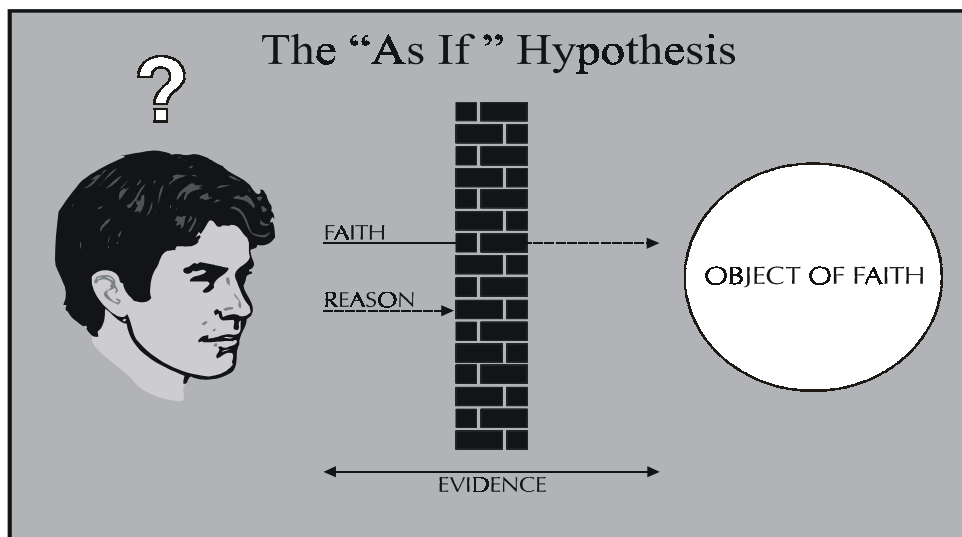 The “As If” Hypothesis
?
FAITH
REASON
OBJECT OF FAITH
EVIDENCE